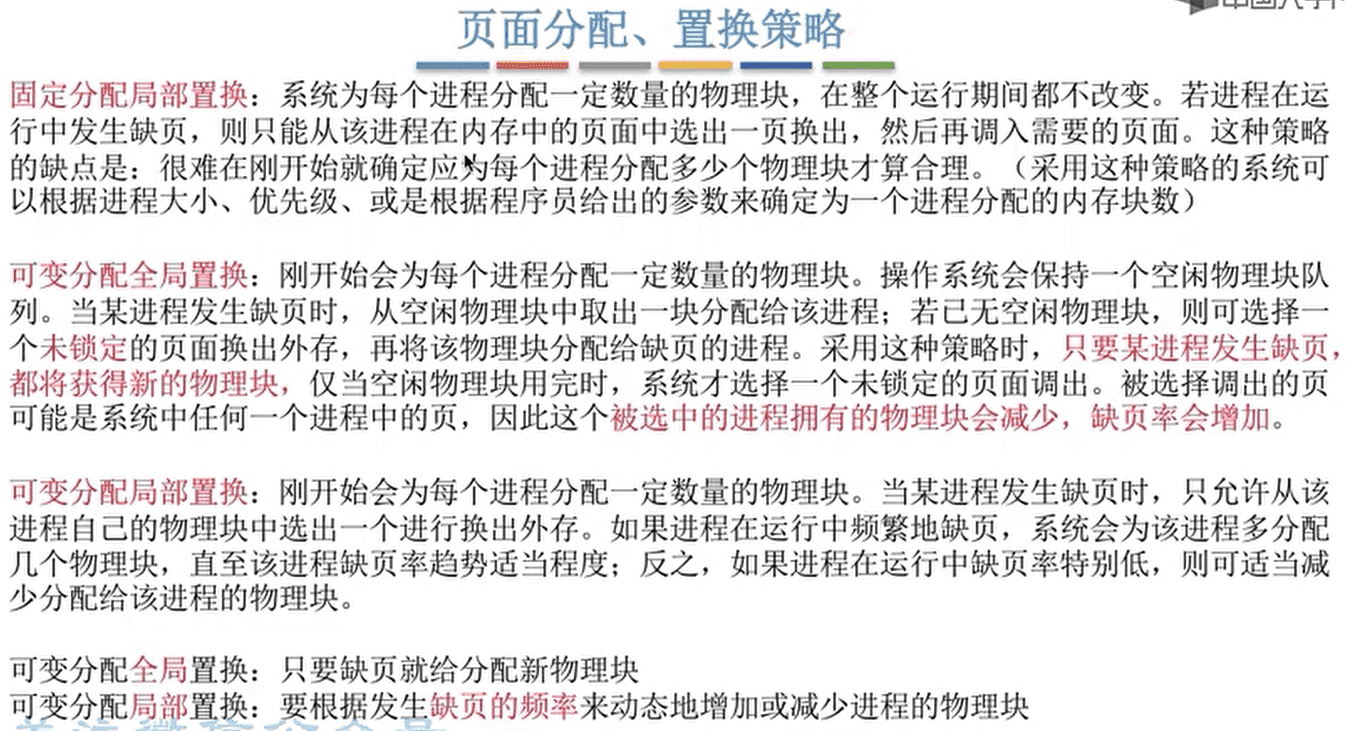 页面分配、置换策略
固定分配局部置换：系统为每个进程分配一定数量的物理块，在整个运行期间都不改变。若进程在运
行中发生缺页，则只能从该进程在内存中的页面中选出一页换出，然后再调入需要的页面。这种策略
的缺点是：很难在刚开始就确定应为每个进程分配多少个物理块才算合理。（采用这种策略的系统可
以根据进程大小、优先级、或是根据程序员给出的参数来确定为一个进程分配的内存块数）
可变分配全局置换：刚开始会为每个进程分配一定数量的物理块。操作系统会保持一个空闲物理块队
列。当某进程发生缺页时，从空闲物理块中取出一块分配给该进程；若已无空闲物理块，则可选择一
个未锁定的页面换出外存，再将该物理块分配给缺页的进程。采用这种策略时，只要某进程发生缺页，
都将获得新的物理块，仅当空闲物理块用完时，系统才选择一个未锁定的页面调出。被选择调出的页
可能是系统中任何一个进程中的页，因此这个被选中的进程拥有的物理块会减少，缺页率会增加。
可变分配局部置换：刚开始会为每个进程分配一定数量的物理块。当某进程发生缺页时，只允许从该
进程自己的物理块中选出一个进行换出外存。如果进程在运行中频繁地缺页，系统会为该进程多分配
几个物理块，直至该进程缺页率趋势适当程度；反之，如果进程在运行中缺页率特别低，则可适当减
少分配给该进程的物理块。
可变分配全局置换：只要缺页就给分配新物理块
可变分配局部置换：要根据发生缺页的频率来动态地增加或减少进程的物理块